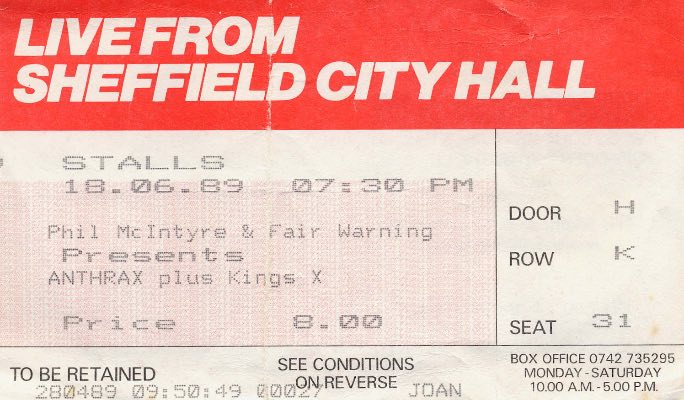 LIVE FROM
SHEFFIELD CITY HALL
STALLS
18.06.89 07:30 PM
Phil McIntyre & Fair Warning
Presents
ANTHRAX plus Kings X
Price 8.00
DOOR H
ROW K
SEAT 31
BOX OFFICE 0742 735295
MONDAY - SATURDAY
10.00 A.M. - 5.00 P.M.
TO BE RETAINED
SEE CONDITIONS
ON REVERSE
280489 09:50:49 00027 JOAN